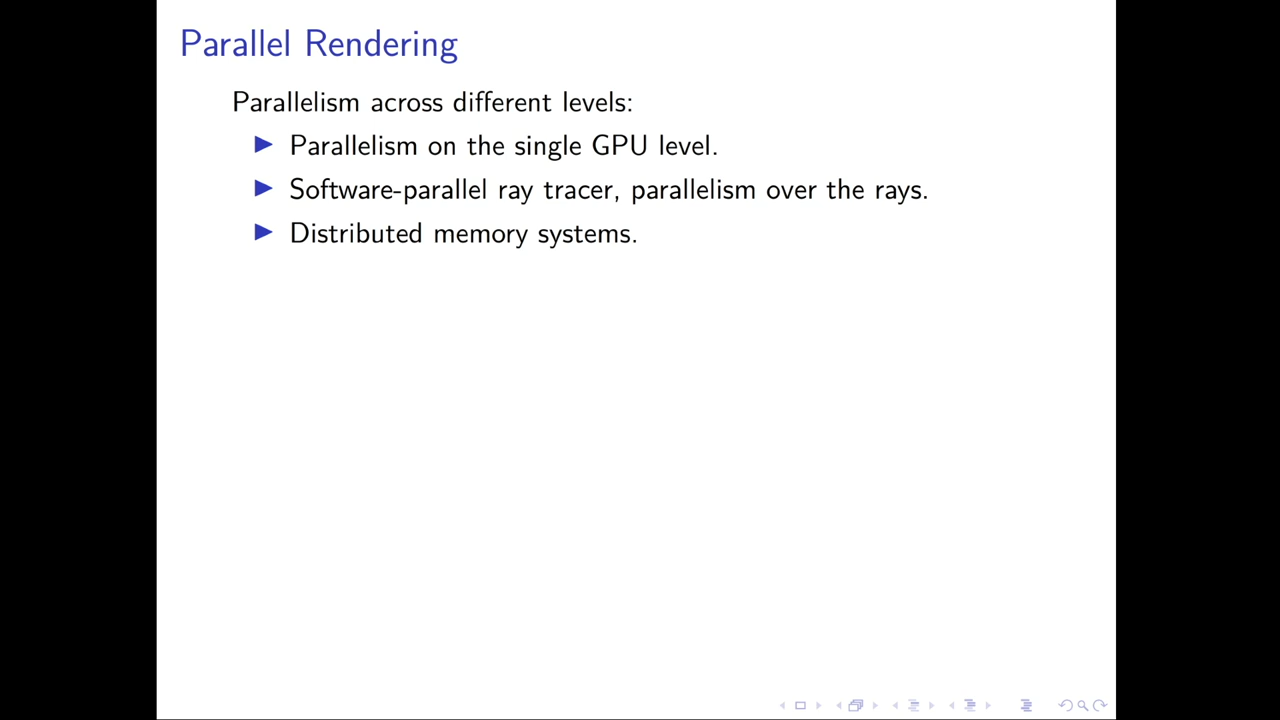 Parallel Rendering
Parallelism across different levels:
Parallelism on the single GPU level.
Software-parallel ray tracer, parallelism over the rays.
Distributed memory systems.